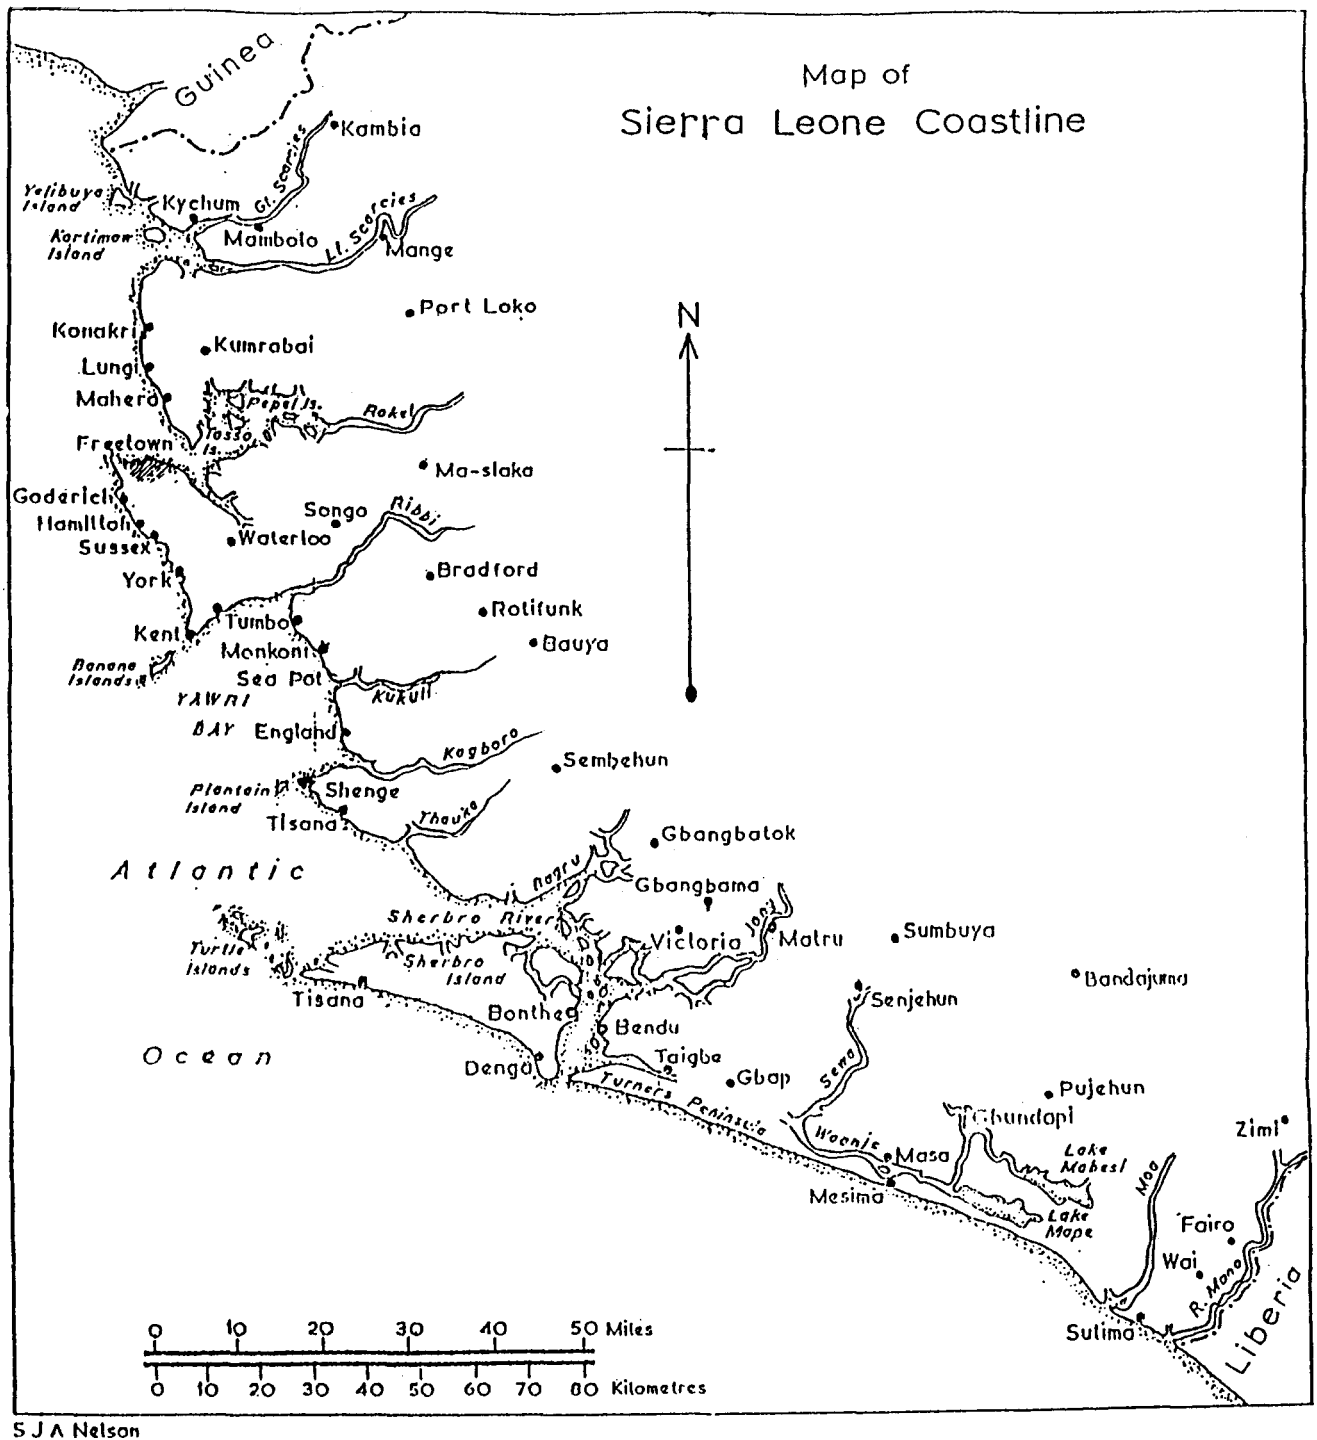 Map of
Sierra Leone Coastline
Guinea
Kambia
Gt. Scarcies
Yelibuya
Island
Kychum
Mambolo
Kortimaw
Island
Lt. Scarcies
Mange
Port Loko
N
Konakri
Kumrabai
Lungi
Mahera
Pepel Is.
Rokel
Tasso
Is.
Freetown
Ma-slaka
Goderich
Hamilton
Sussex
Songo
Ribbi
Waterloo
York
Bradford
Rotifunk
Kent
Tumbo
Bauya
Monkoni
Banana
Islands
Sea Pot
YAWRI
BAY
Kukuli
England
Kagboro
Sembehun
Plantain
Island
Shenge
Tisana
Thauka
Gbangbatok
Atlantic
Bagru
Gbangbama
Sherbro River
Jong
Victoria
Matru
Sumbuya
Turtle
Islands
Sherbro
Island
Bandajuma
Tisana
Senjehun
Bonthe
Bendu
Ocean
Denga
Taigbe
Gbap
Sewa
Turners Peninsula
Pujehun
Gbundapi
Zimi
Waanje
Masa
Lake
Mabesi
Mesima
Moa
Lake
Mape
Fairo
Wai
R. Mano
Liberia
Sulima
0 10 20 30 40 50 Miles
0 10 20 30 40 50 60 70 80 Kilometres
S J A Nelson